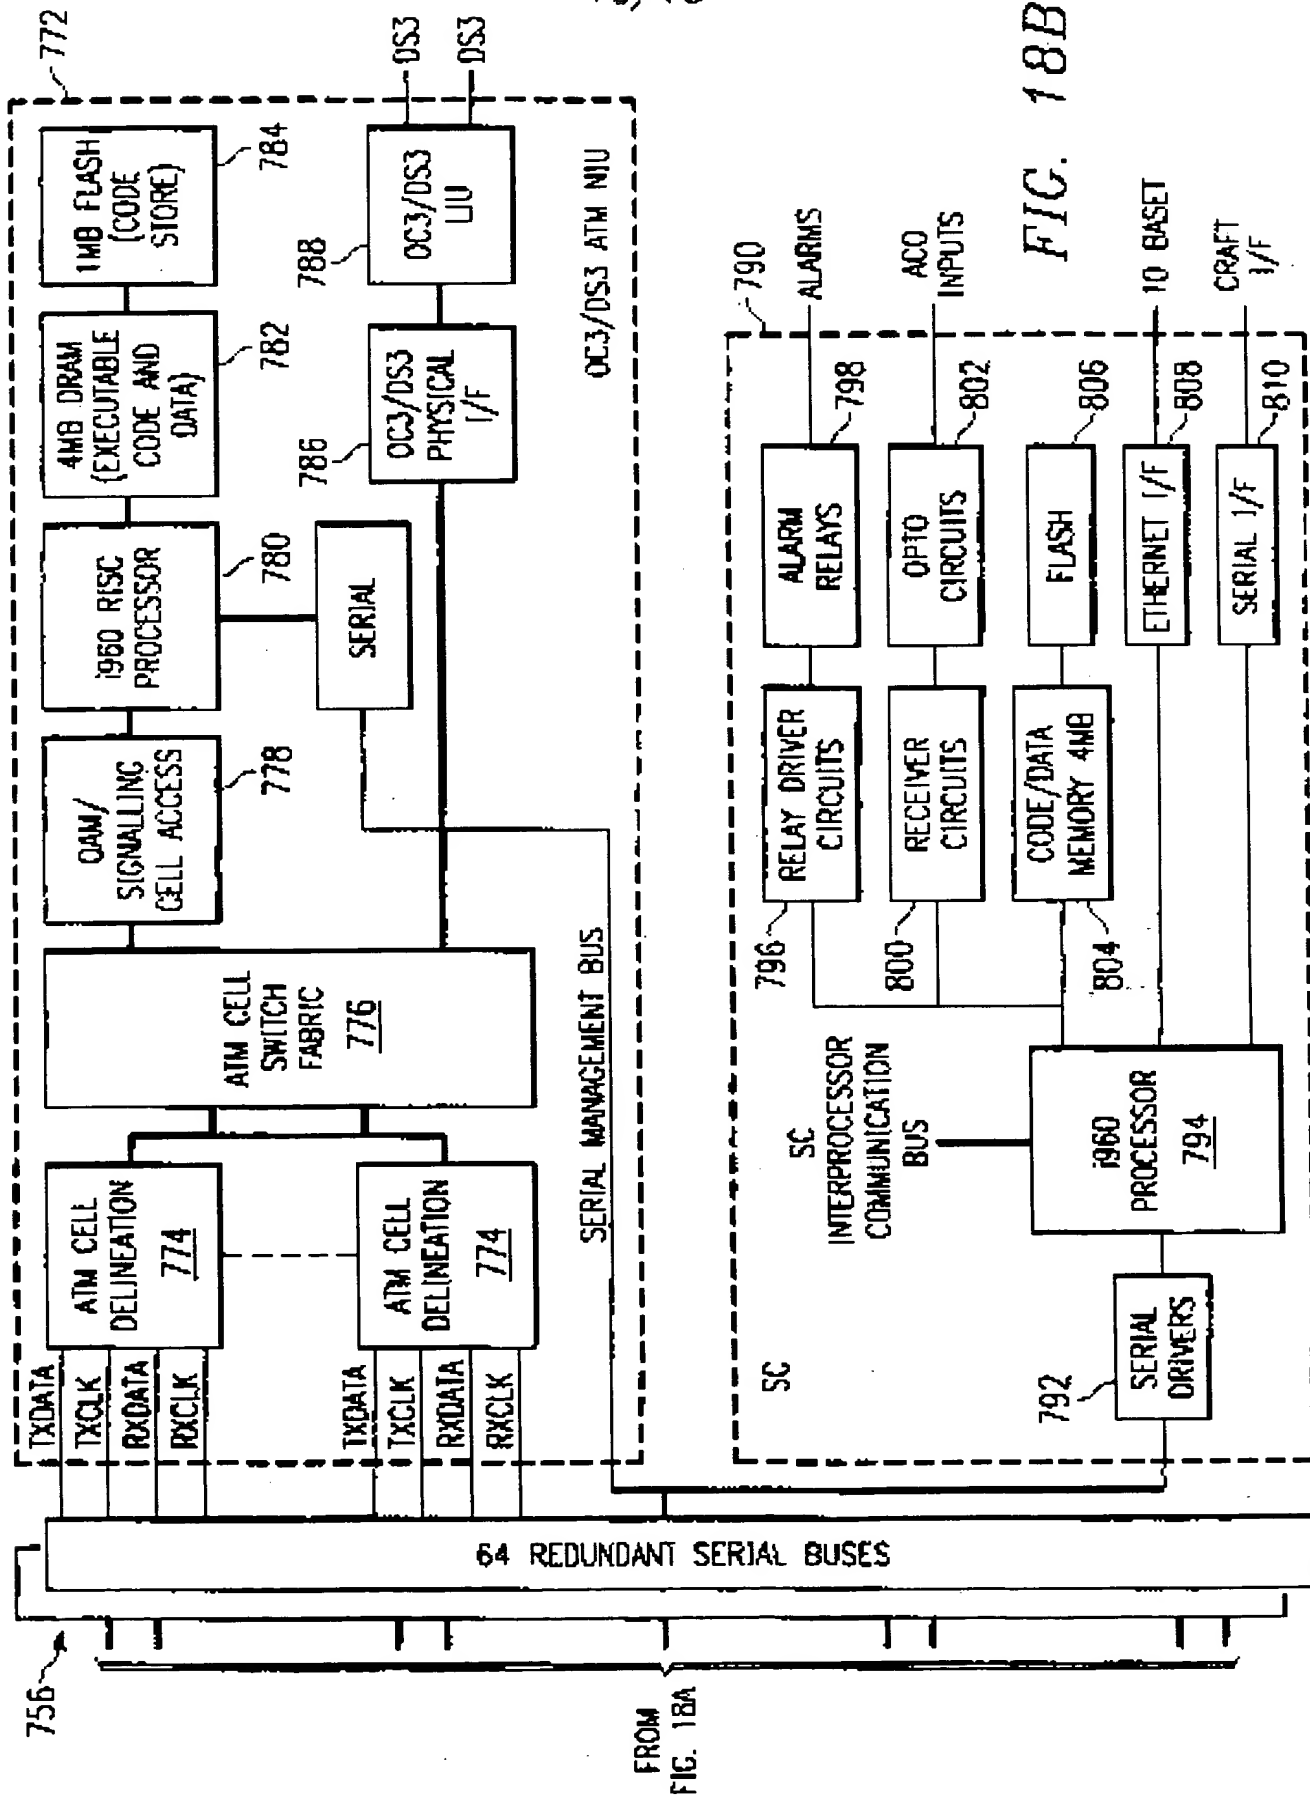 772
1MB FLASH
(CODE
STORE)
784
4MB DRAM
(EXECUTABLE
CODE AND
DATA)
782
i960 RISC
PROCESSOR
780
OAM/
SIGNALLING
CELL ACCESS
778
SERIAL
DS3
DS3
OC3/DS3
LIU
788
OC3/DS3
PHYSICAL
I/F
786
OC3/DS3 ATM NIU
ATM CELL
SWITCH
FABRIC
776
ATM CELL
DELINEATION
774
ATM CELL
DELINEATION
774
TXDATA
TXCLK
RXDATA
RXCLK
TXDATA
TXCLK
RXDATA
RXCLK
SERIAL MANAGEMENT BUS
64 REDUNDANT SERIAL BUSES
756
FROM
FIG. 18A
790
ALARMS
ACO
INPUTS
10 BASET
CRAFT
I/F
ALARM
RELAYS
798
OPTO
CIRCUITS
802
FLASH
806
ETHERNET I/F
808
SERIAL I/F
810
RELAY DRIVER
CIRCUITS
796
RECEIVER
CIRCUITS
800
CODE/DATA
MEMORY 4MB
804
SC
INTERPROCESSOR
COMMUNICATION
BUS
i960
PROCESSOR
794
SC
SERIAL
DRIVERS
792
FIG. 18B